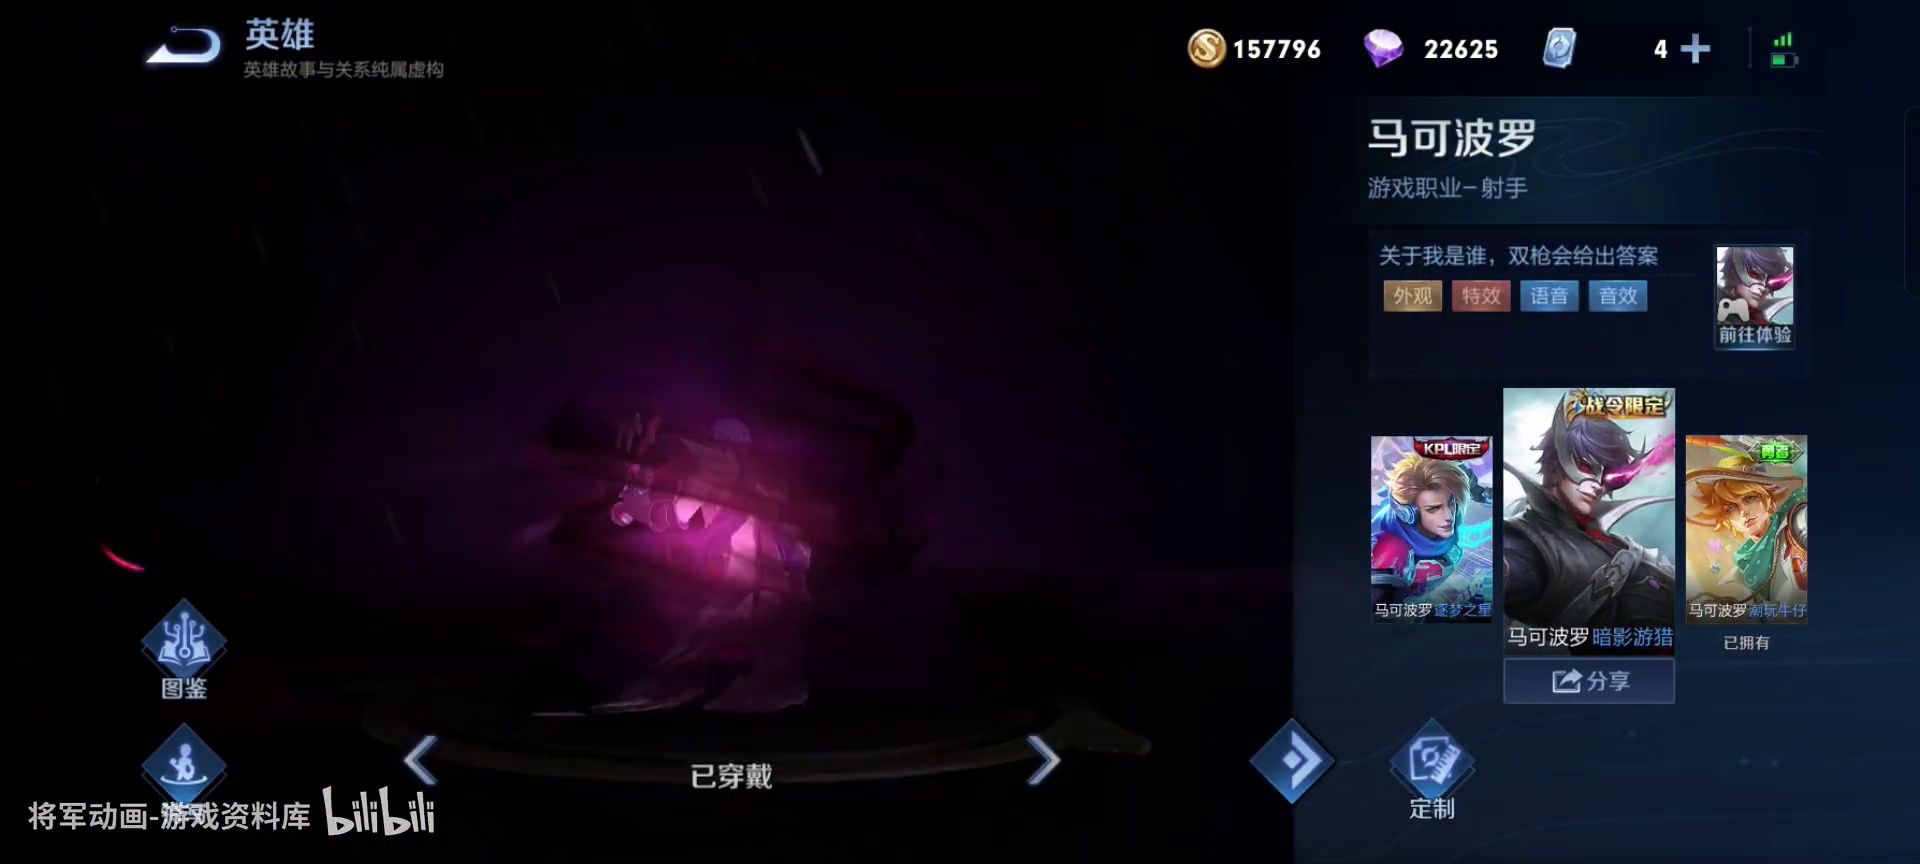 英雄
英雄故事与关系纯属虚构
157796
22625
4
马可波罗
游戏职业-射手
关于我是谁，双枪会给出答案
外观 特效 语音 音效
前往体验
KPL限定
战令限定
勇者
马可波罗 逐梦之星
马可波罗 暗影游猎
马可波罗 潮玩牛仔
已拥有
分享
图鉴
已穿戴
定制
将军动画-游戏资料库 bilibili